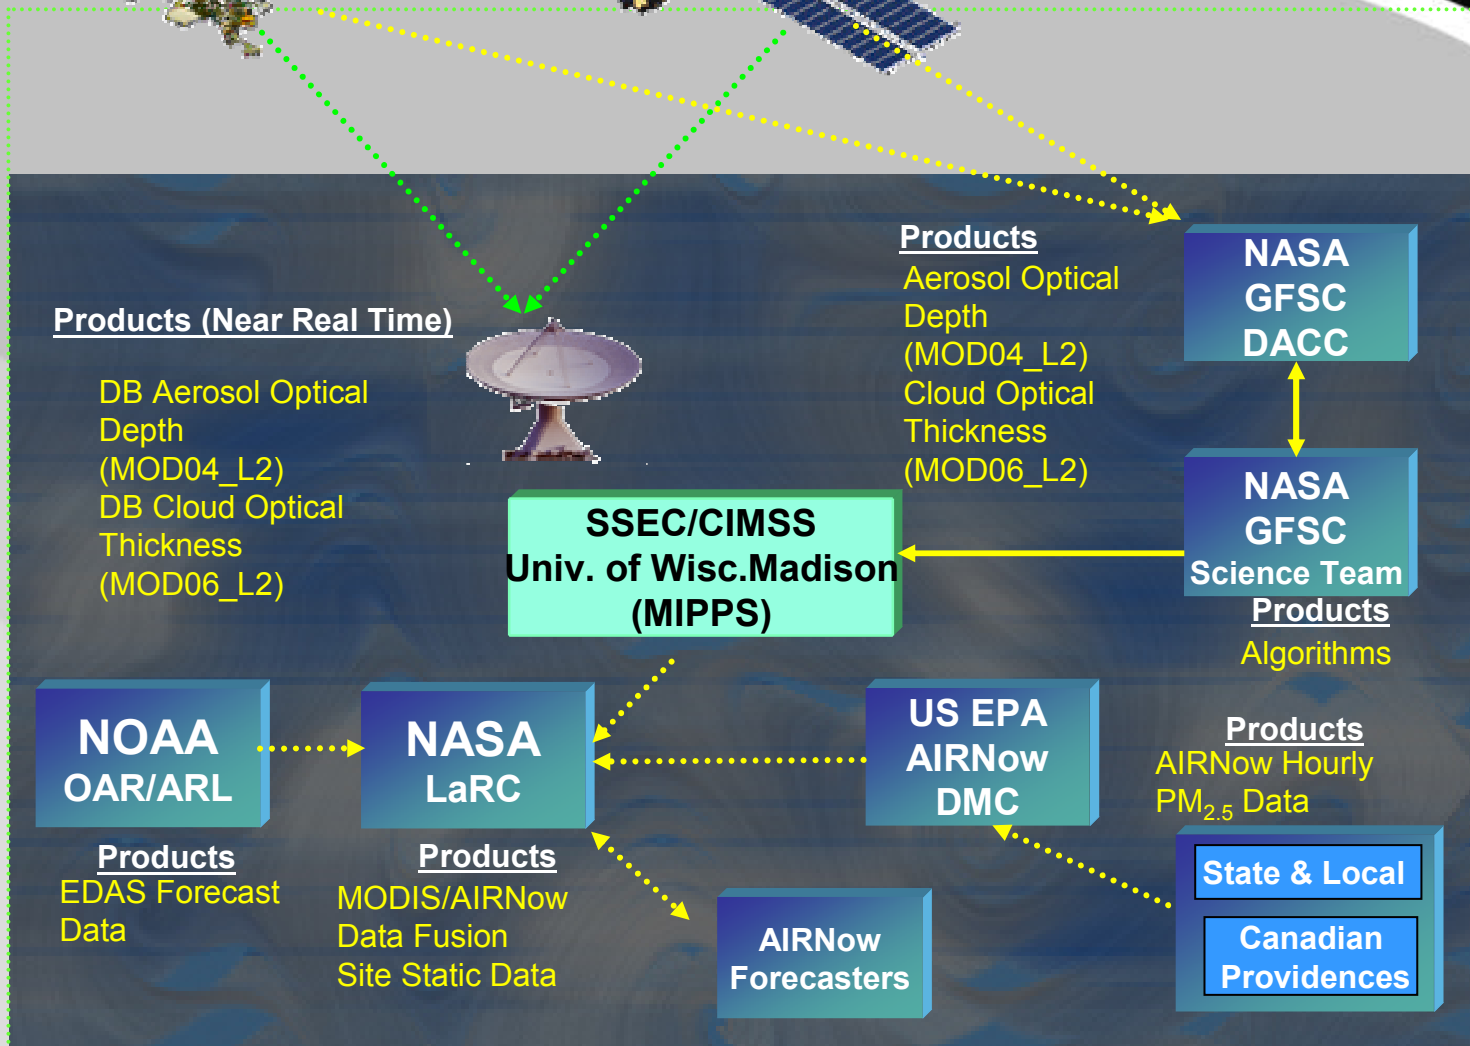 Products
Aerosol Optical
Depth
(MOD04_L2)
Cloud Optical
Thickness
(MOD06_L2)
NASA
GFSC
DACC
Products (Near Real Time)
DB Aerosol Optical
Depth
(MOD04_L2)
DB Cloud Optical
Thickness
(MOD06_L2)
SSEC/CIMSS
Univ. of Wisc.Madison
(MIPPS)
NASA
GFSC
Science Team
Products
Algorithms
NOAA
OAR/ARL
Products
EDAS Forecast
Data
NASA
LaRC
Products
MODIS/AIRNow
Data Fusion
Site Static Data
US EPA
AIRNow
DMC
Products
AIRNow Hourly
PM2.5 Data
State & Local
Canadian
Providences
AIRNow
Forecasters